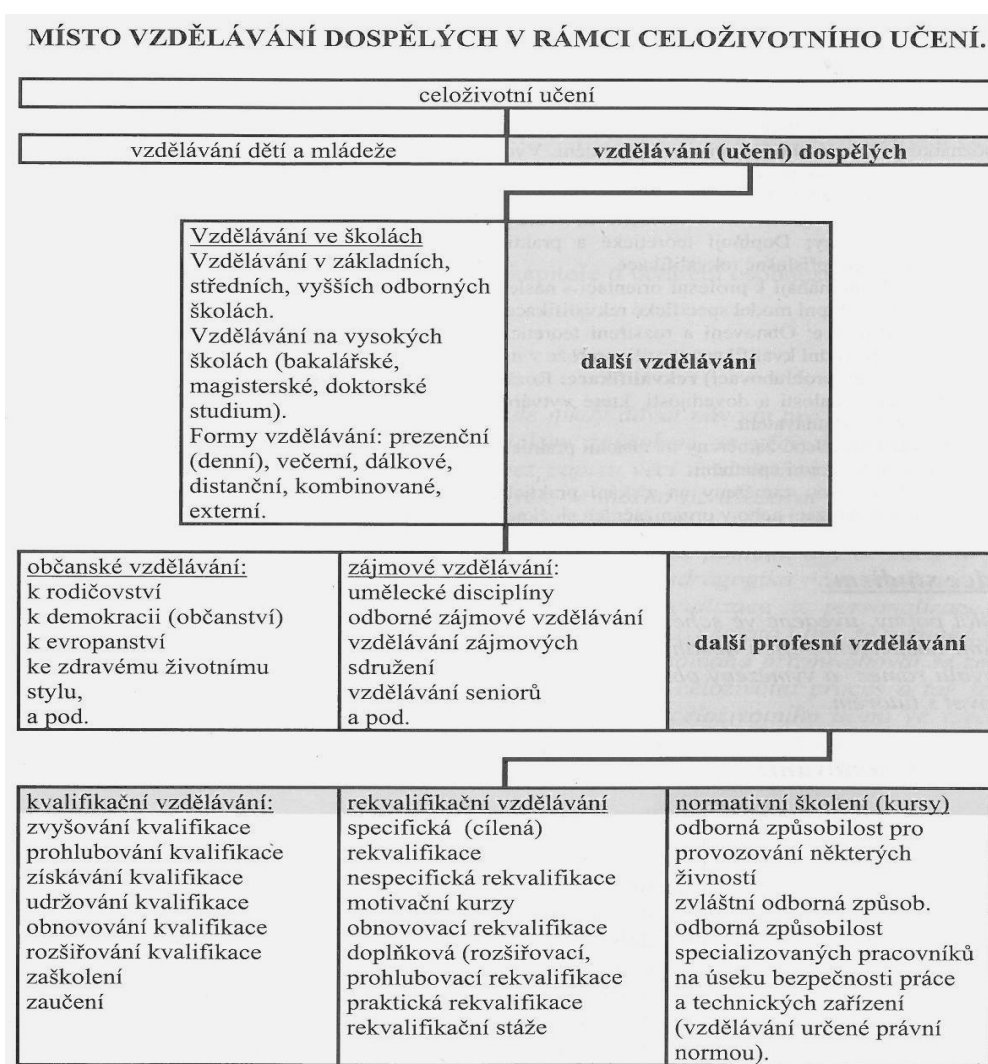 MÍSTO VZDĚLÁVÁNÍ DOSPĚLÝCH V RÁMCI CELOŽIVOTNÍHO UČENÍ.
celoživotní učení
vzdělávání dětí a mládeže
vzdělávání (učení) dospělých
Vzdělávání ve školách
Vzdělávání v základních,
středních, vyšších odborných
školách.
Vzdělávání na vysokých
školách (bakalářské,
magisterské, doktorské
studium).
Formy vzdělávání: prezenční
(denní), večerní, dálkové,
distanční, kombinované,
externí.
další vzdělávání
občanské vzdělávání:
k rodičovství
k demokracii (občanství)
k evropanství
ke zdravému životnímu
stylu,
a pod.
zájmové vzdělávání:
umělecké disciplíny
odborné zájmové vzdělávání
vzdělávání zájmových
sdružení
vzdělávání seniorů
a pod.
další profesní vzdělávání
kvalifikační vzdělávání:
zvyšování kvalifikace
prohlubování kvalifikace
získávání kvalifikace
udržování kvalifikace
obnovování kvalifikace
rozšiřování kvalifikace
zaškolení
zaučení
rekvalifikační vzdělávání
specifická (cílená)
rekvalifikace
nespecifická rekvalifikace
motivační kurzy
obnovovací rekvalifikace
doplňková (rozšiřovací,
prohlubovací rekvalifikace
praktická rekvalifikace
rekvalifikační stáže
normativní školení (kursy)
odborná způsobilost pro
provozování některých
živností
zvláštní odborná způsob.
odborná způsobilost
specializovaných pracovníků
na úseku bezpečnosti práce
a technických zařízení
(vzdělávání určené právní
normou).